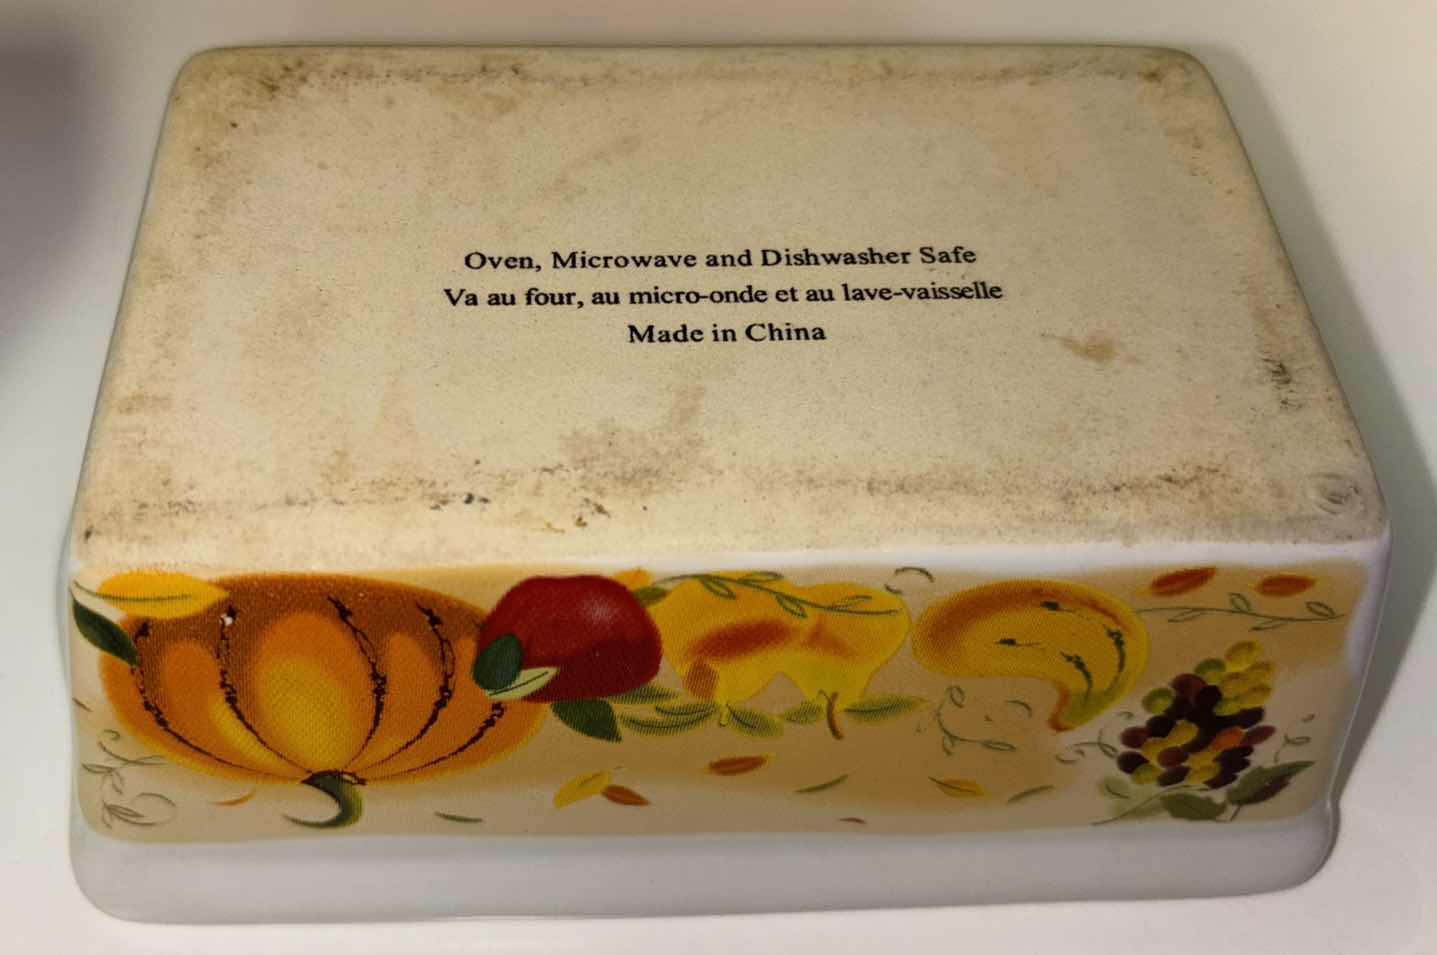 Oven, Microwave and Dishwasher Safe
Va au four, au micro-onde et au lave-vaisselle
Made in China